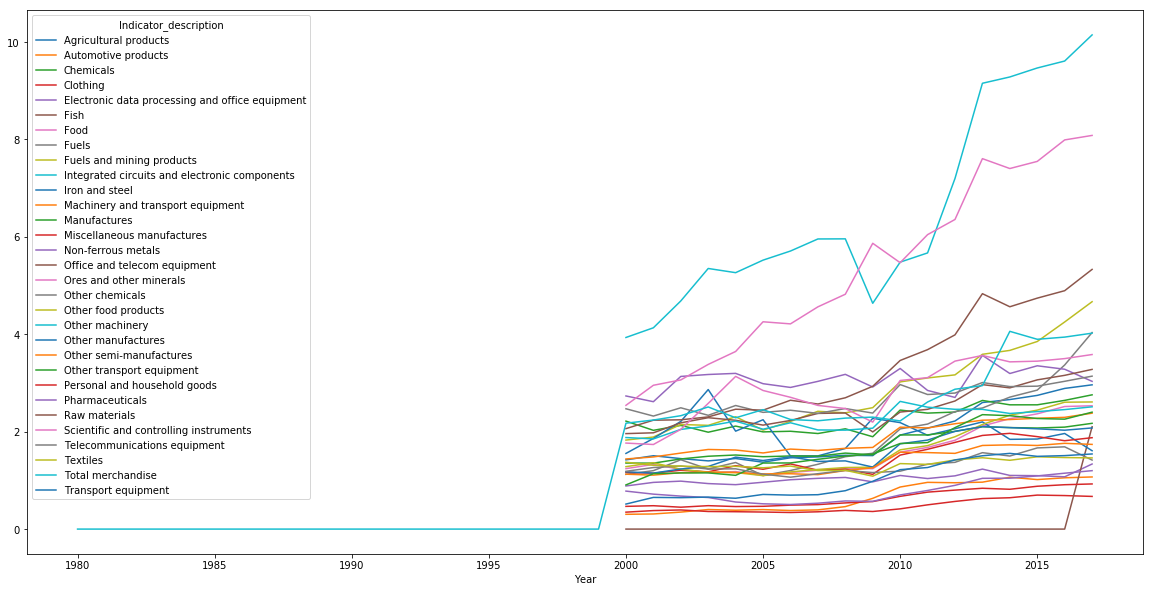 Indicator_description
Agricultural products
Automotive products
Chemicals
Clothing
Electronic data processing and office equipment
Fish
Food
Fuels
Fuels and mining products
Integrated circuits and electronic components
Iron and steel
Machinery and transport equipment
Manufactures
Miscellaneous manufactures
Non-ferrous metals
Office and telecom equipment
Ores and other minerals
Other chemicals
Other food products
Other machinery
Other manufactures
Other semi-manufactures
Other transport equipment
Personal and household goods
Pharmaceuticals
Raw materials
Scientific and controlling instruments
Telecommunications equipment
Textiles
Total merchandise
Transport equipment
10
8
6
4
2
0
1980 1985 1990 1995 2000 2005 2010 2015
Year